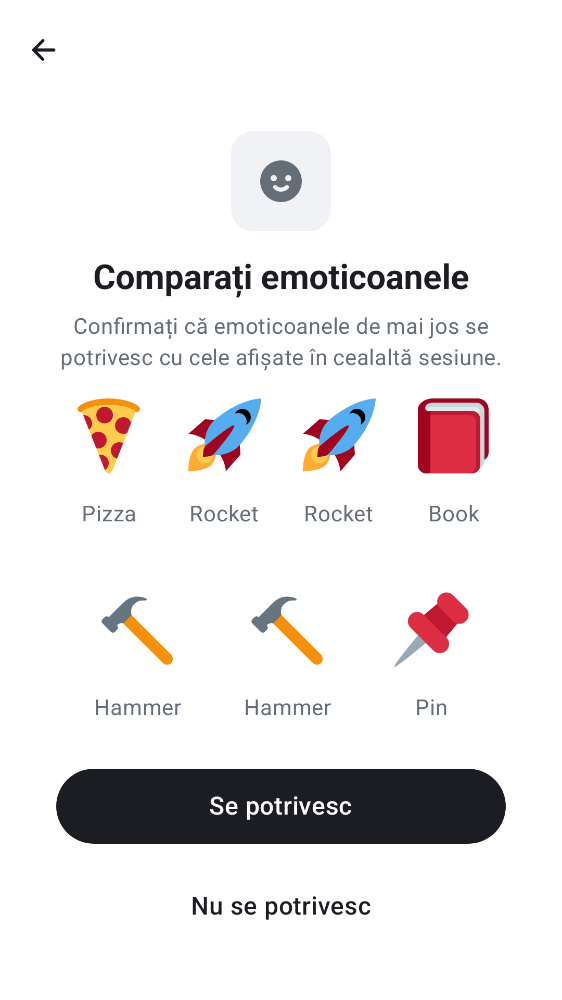 Comparați emoticoanele
Confirmați că emoticoanele de mai jos se
potrivesc cu cele afișate în cealaltă sesiune.
Pizza Rocket Rocket Book
Hammer Hammer Pin
Se potrivesc
Nu se potrivesc